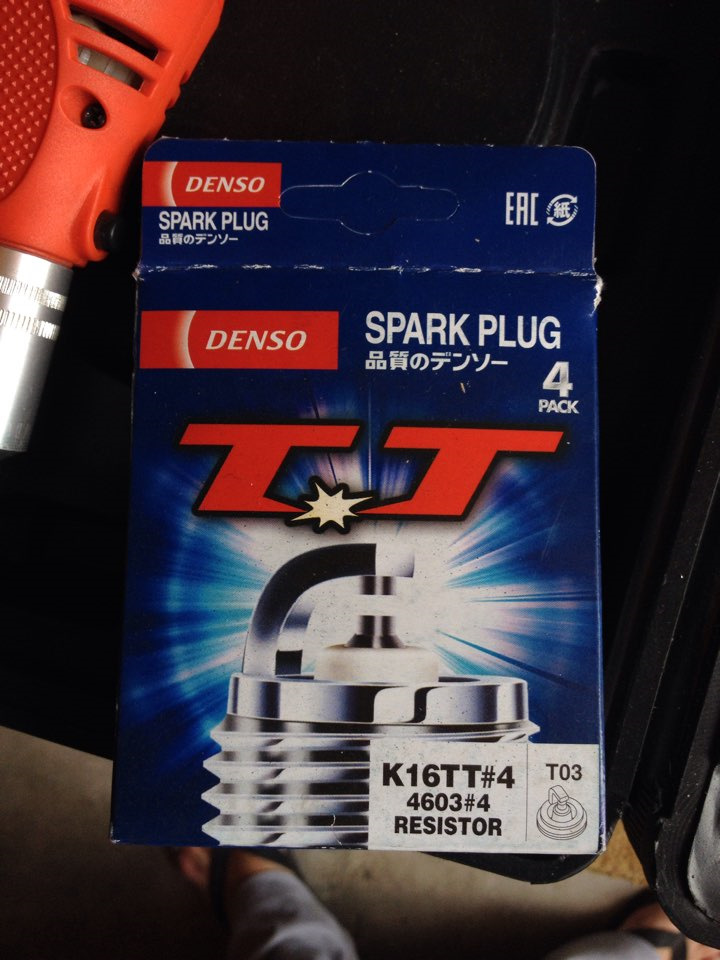 DENSO
SPARK PLUG
品質のデンソー
EAC 紙
DENSO
SPARK PLUG
品質のデンソー
4
PACK
TT
K16TT#4
4603#4
RESISTOR
T03